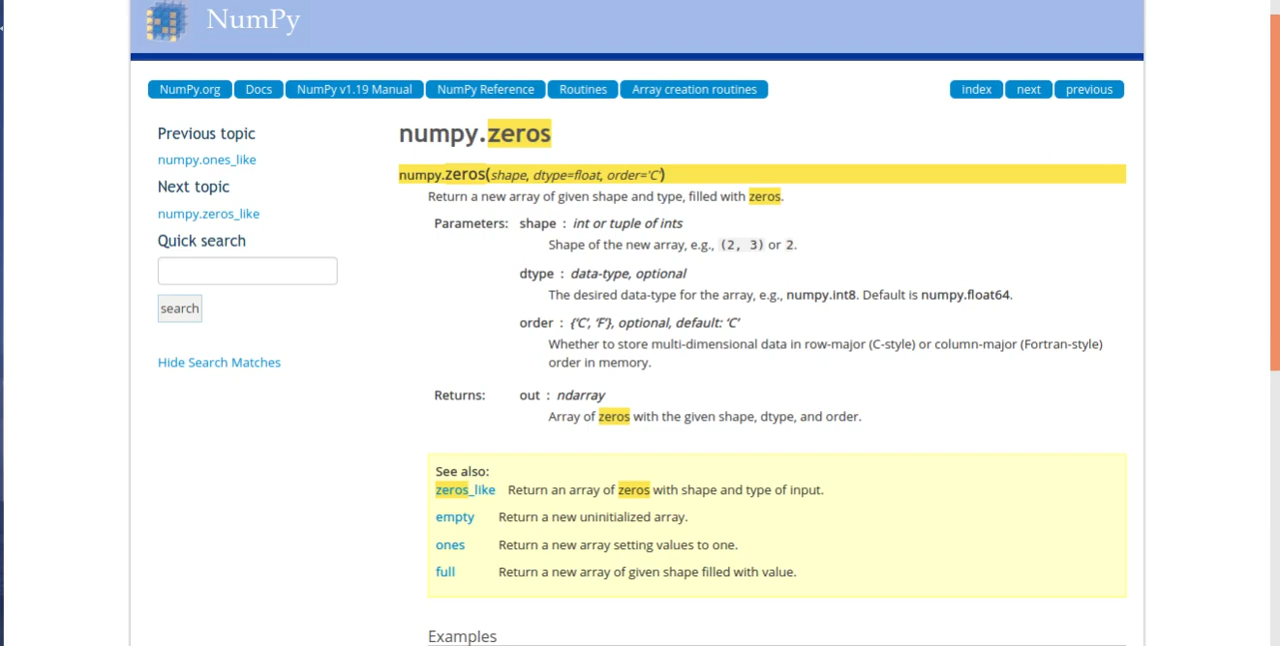 NumPy
NumPy.org Docs NumPy v1.19 Manual NumPy Reference Routines Array creation routines index next previous
Previous topic
numpy.ones_like
Next topic
numpy.zeros_like
Quick search
search
Hide Search Matches
numpy.zeros
numpy.zeros(shape, dtype=float, order='C')
Return a new array of given shape and type, filled with zeros.
Parameters: shape : int or tuple of ints
Shape of the new array, e.g., (2, 3) or 2.
dtype : data-type, optional
The desired data-type for the array, e.g., numpy.int8. Default is numpy.float64.
order : {‘C’, ‘F’}, optional, default: ‘C’
Whether to store multi-dimensional data in row-major (C-style) or column-major (Fortran-style)
order in memory.
Returns: out : ndarray
Array of zeros with the given shape, dtype, and order.
See also:
zeros_like Return an array of zeros with shape and type of input.
empty Return a new uninitialized array.
ones Return a new array setting values to one.
full Return a new array of given shape filled with value.
Examples